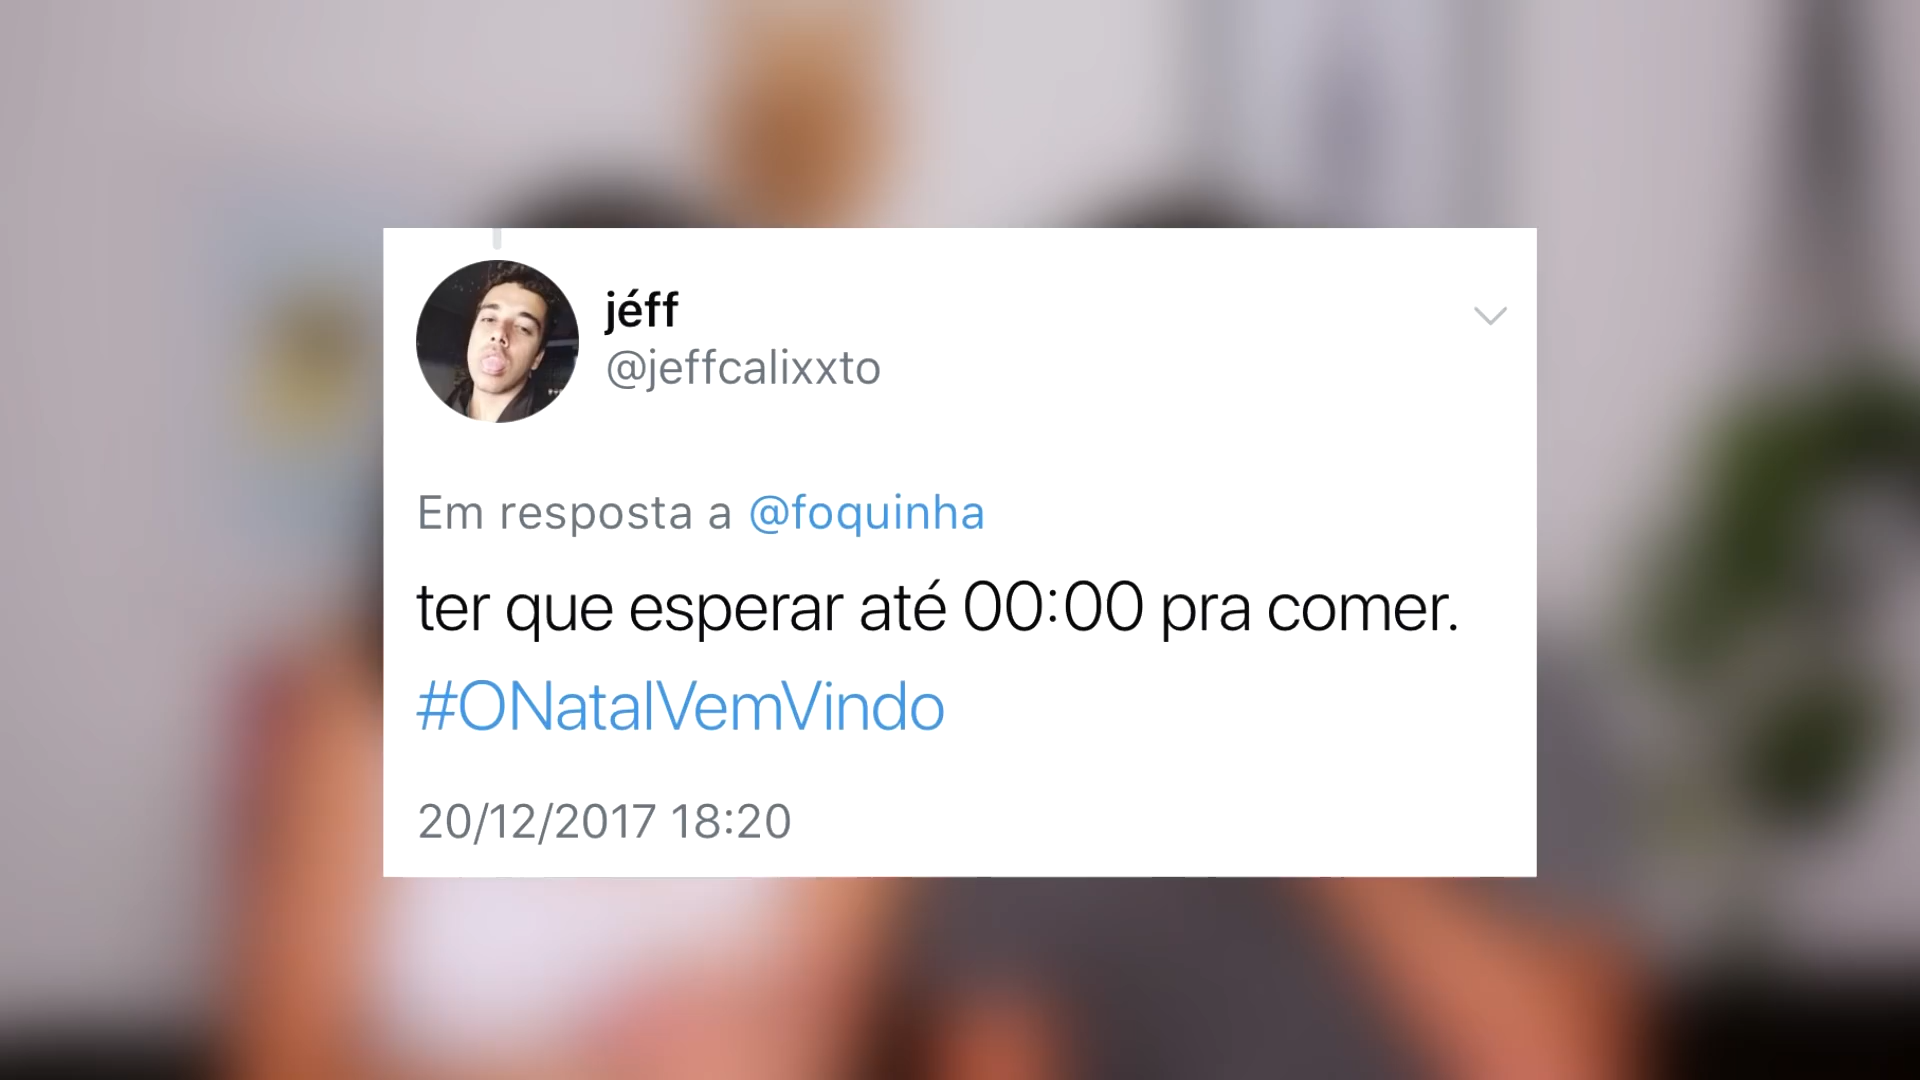 jéff
@jeffcalixxto
Em resposta a @foquinha
ter que esperar até 00:00 pra comer.
#ONatalVemVindo
20/12/2017 18:20